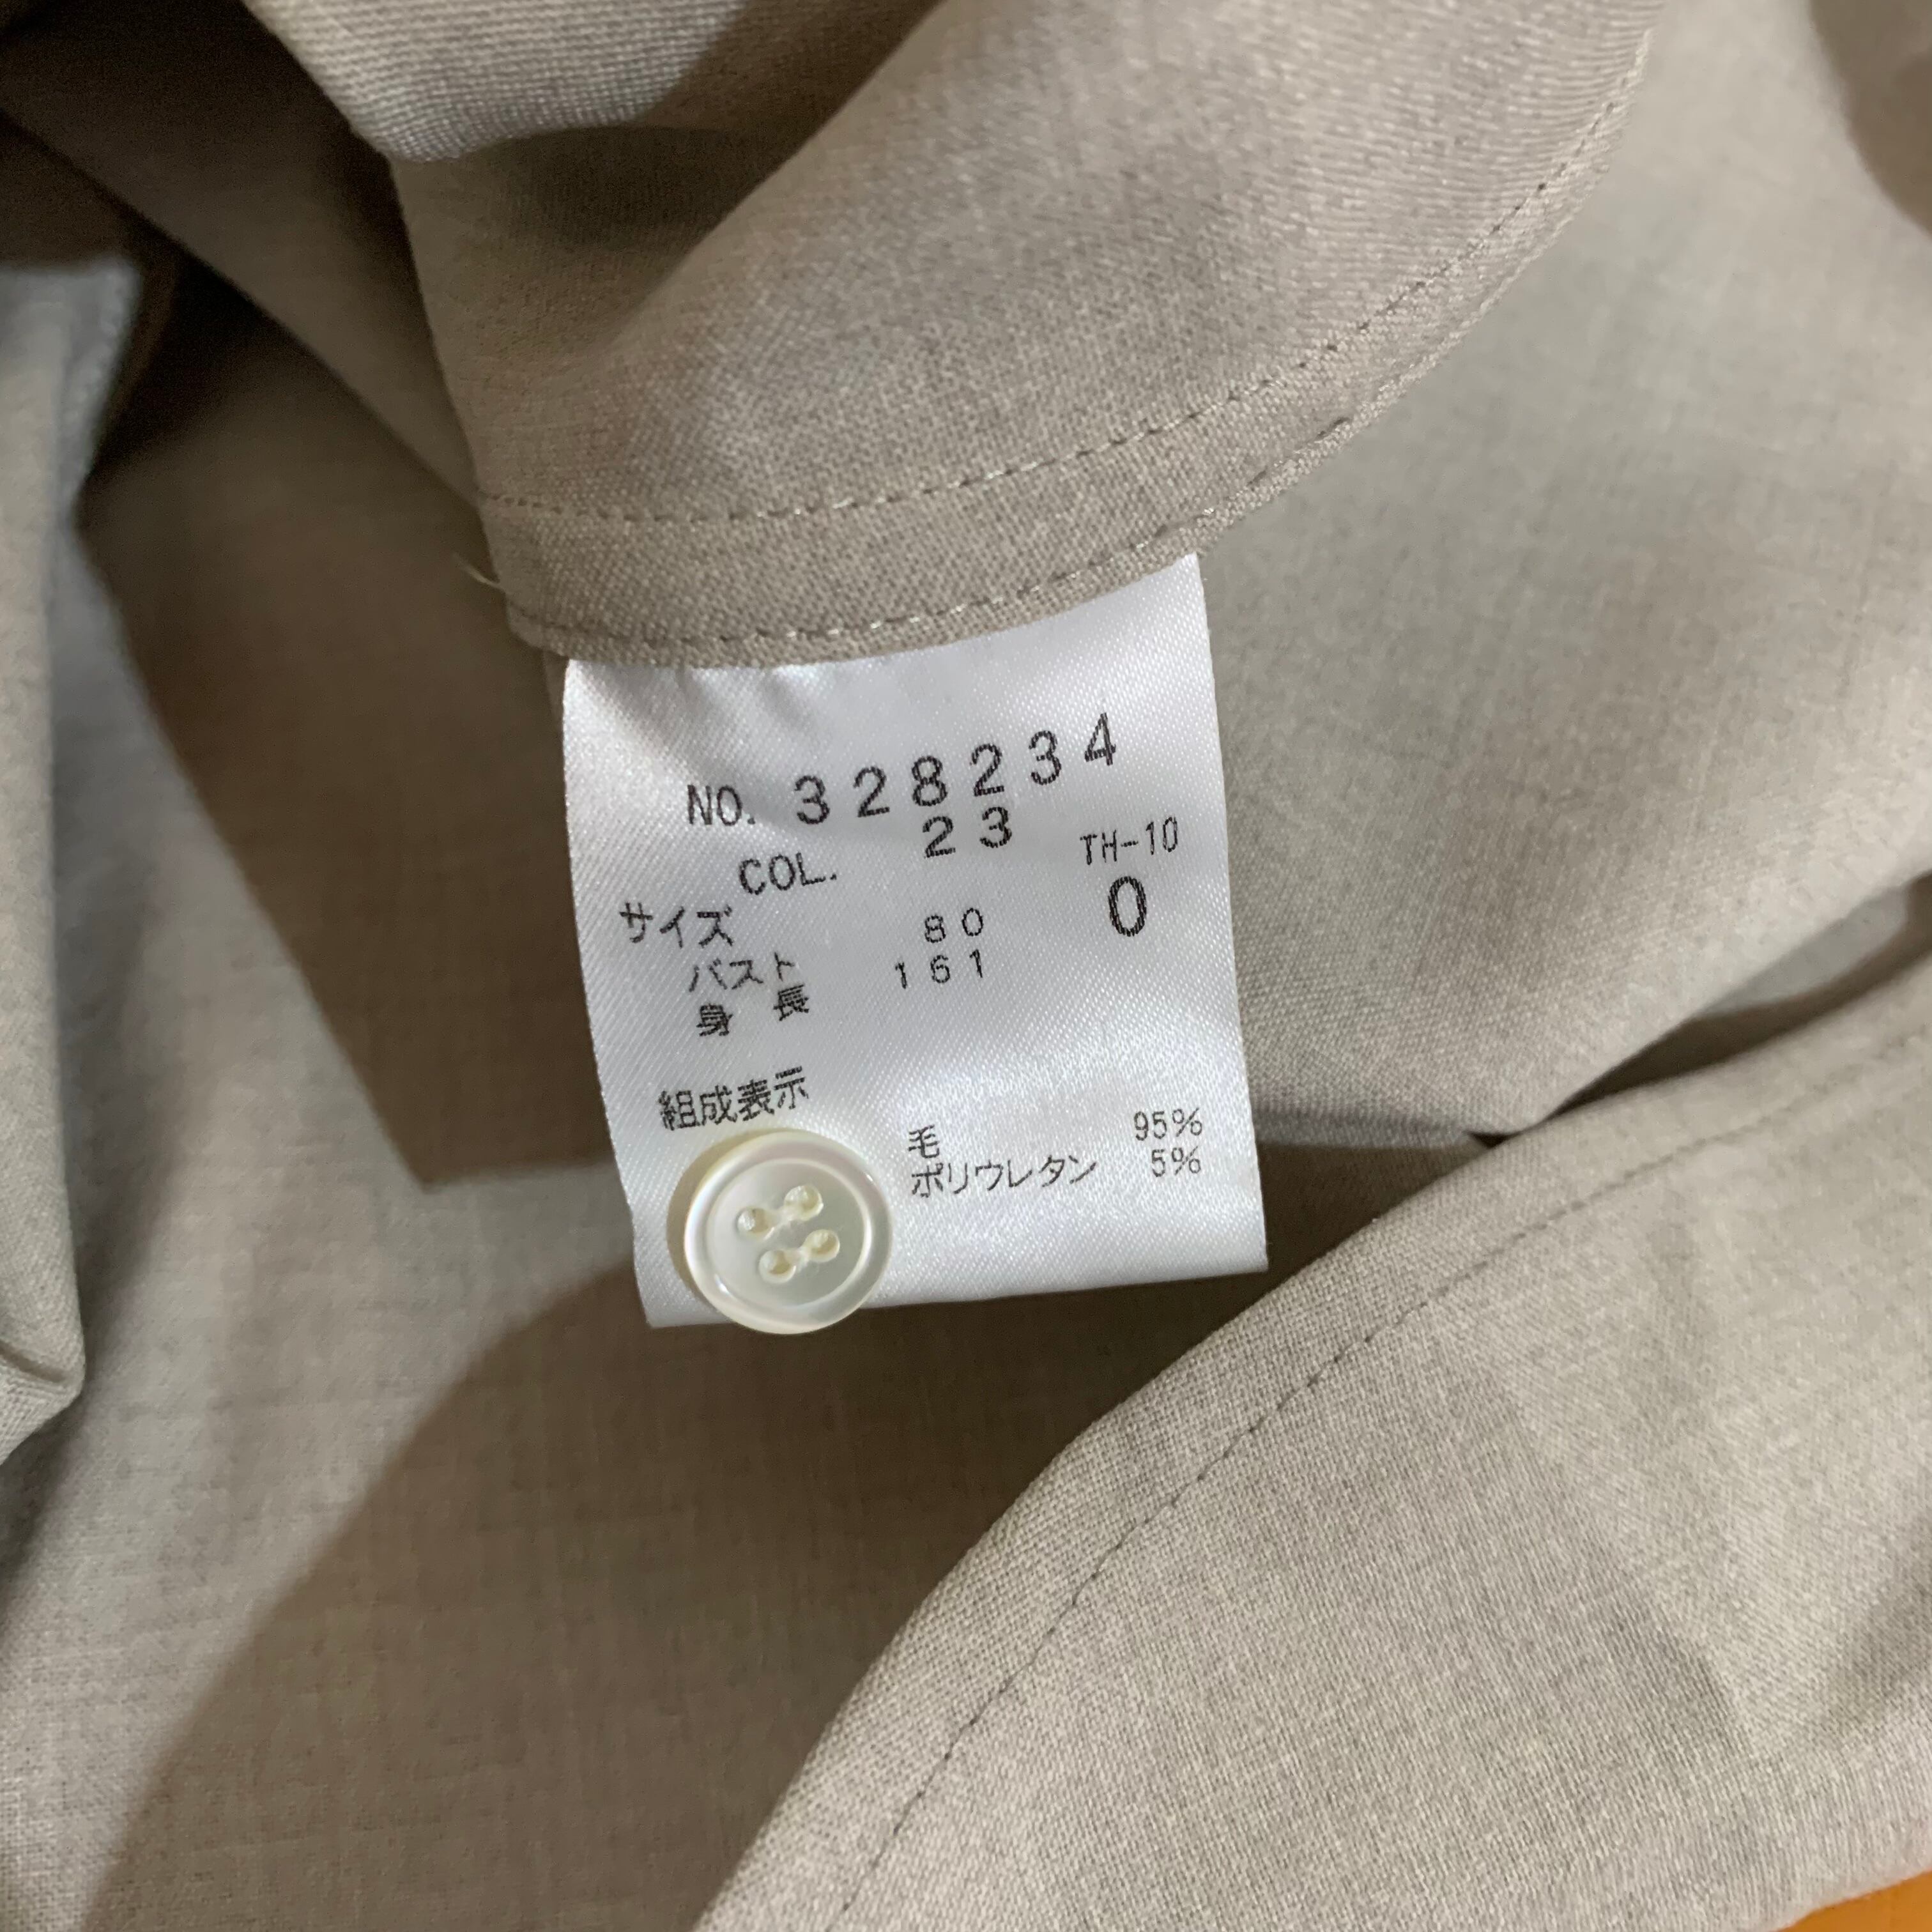 NO. 328234
COL. 23 TH-10
サイズ 0
バスト 80
身 長 161
組成表示
毛 95%
ポリウレタン 5%